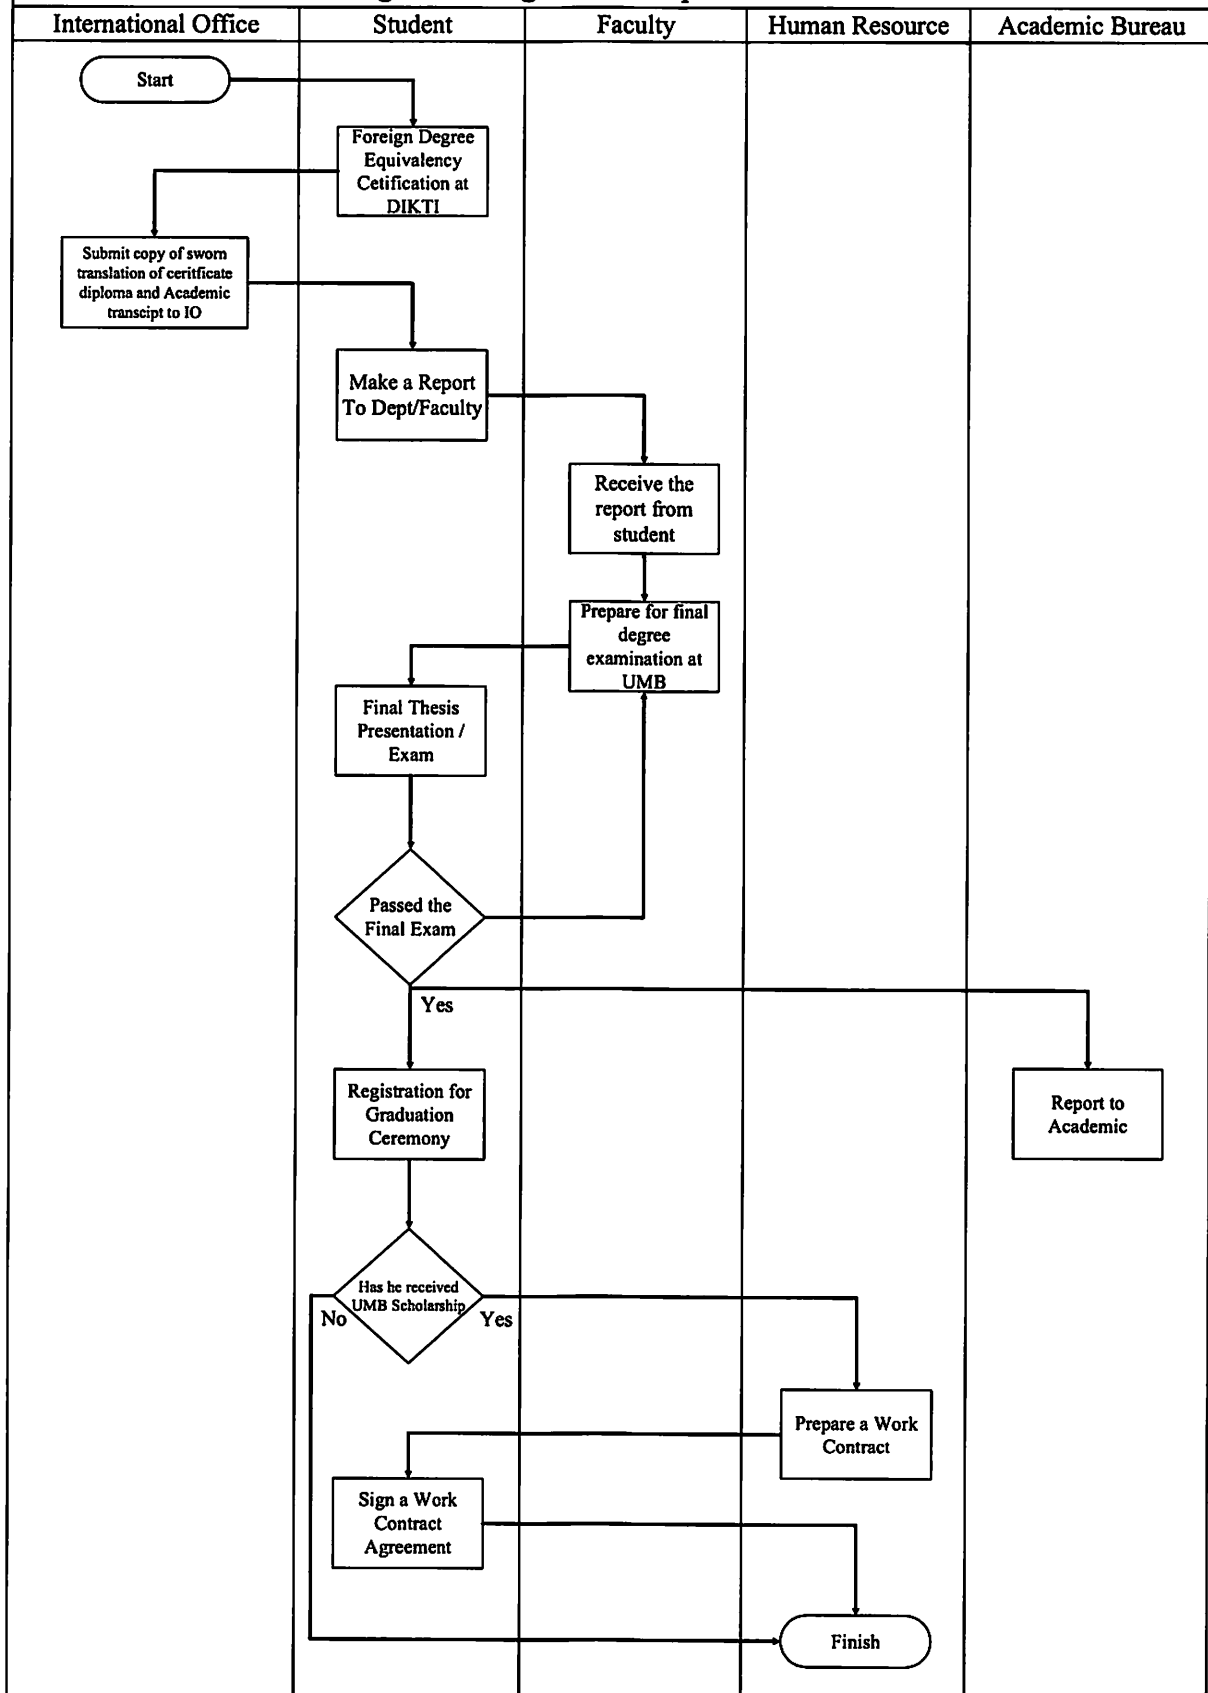 International Office
Student
Faculty
Human Resource
Academic Bureau
Start
Foreign Degree
Equivalency
Cetification at
DIKTI
Submit copy of sworn
translation of ceritficate
diploma and Academic
transcipt to IO
Make a Report
To Dept/Faculty
Receive the
report from
student
Prepare for final
degree
examination at
UMB
Final Thesis
Presentation /
Exam
Passed the
Final Exam
Yes
Registration for
Graduation
Ceremony
Report to
Academic
Has he received
UMB Scholarship
No
Yes
Prepare a Work
Contract
Sign a Work
Contract
Agreement
Finish